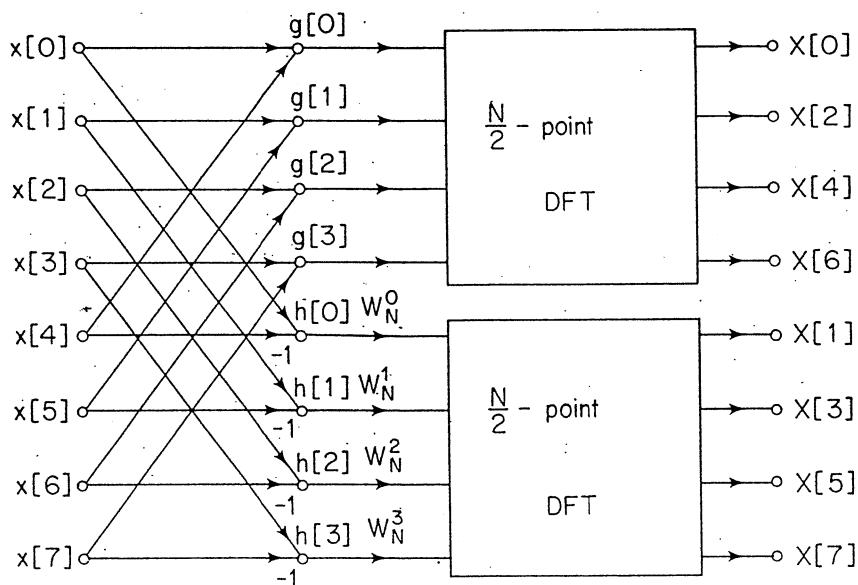 g[0]
x[0] X[0]
g[1]
x[1] N/2 - point X[2]
g[2]
x[2] DFT X[4]
g[3]
x[3] X[6]
h[0] W_N^0
x[4] -1 X[1]
h[1] W_N^1
x[5] -1 N/2 - point X[3]
h[2] W_N^2
x[6] -1 DFT X[5]
h[3] W_N^3
x[7] -1 X[7]